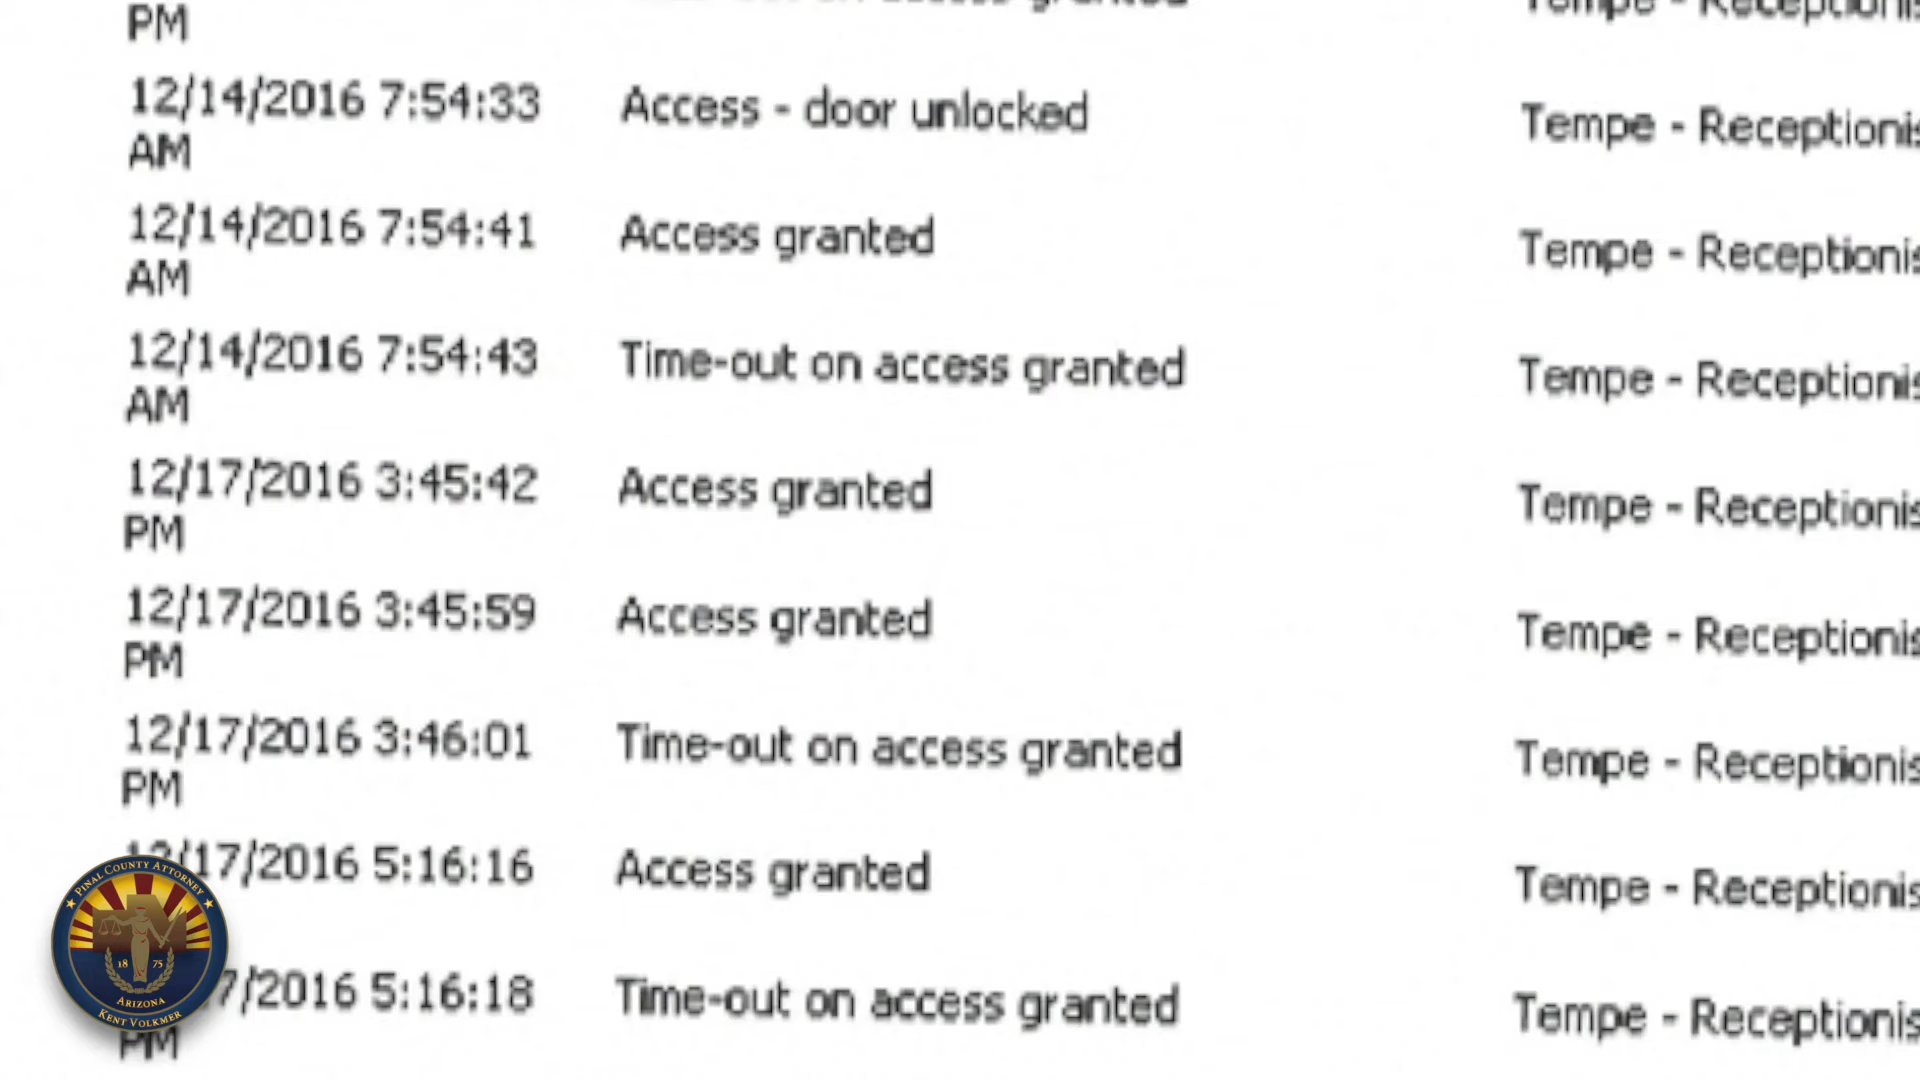 PM
12/14/2016 7:54:33 Access - door unlocked Tempe - Receptionis
AM
12/14/2016 7:54:41 Access granted Tempe - Receptionis
AM
12/14/2016 7:54:43 Time-out on access granted Tempe - Receptionis
AM
12/17/2016 3:45:42 Access granted Tempe - Receptionis
PM
12/17/2016 3:45:59 Access granted Tempe - Receptionis
PM
12/17/2016 3:46:01 Time-out on access granted Tempe - Receptionis
PM
12/17/2016 5:16:16 Access granted Tempe - Receptionis
7/2016 5:16:18 Time-out on access granted Tempe - Receptionis
PM
PINAL COUNTY ATTORNEY
18 75
ARIZONA
KENT VOLKMER